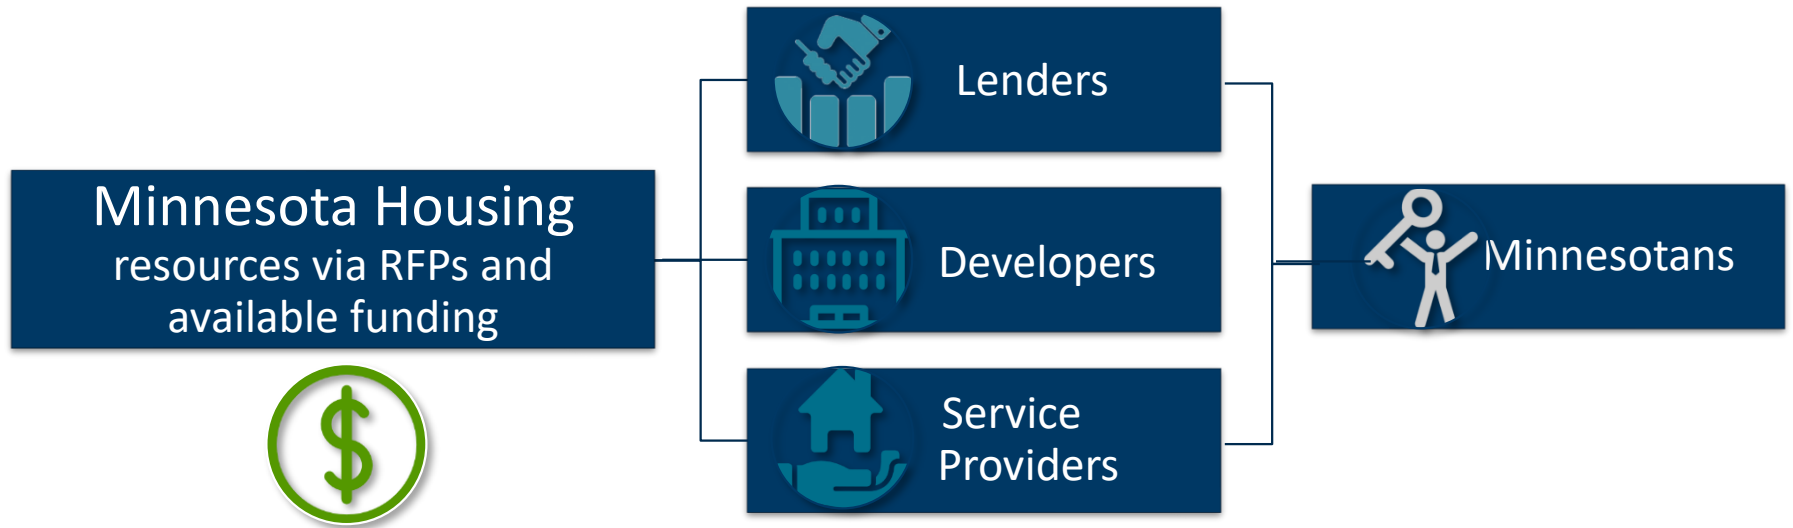 Minnesota Housing
resources via RFPs and
available funding
$
Lenders
Developers
Service
Providers
Minnesotans